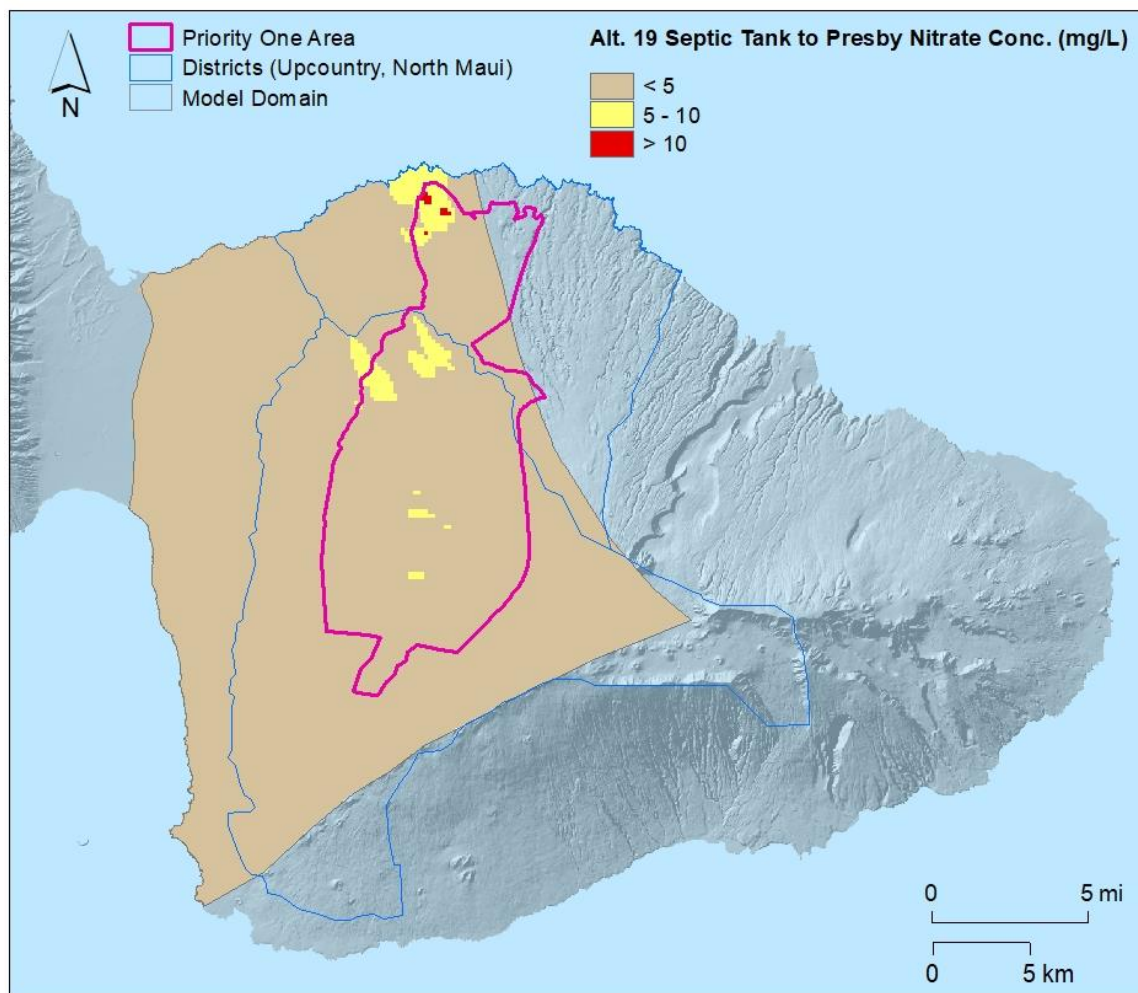 Priority One Area
Districts (Upcountry, North Maui)
Model Domain
N
Alt. 19 Septic Tank to Presby Nitrate Conc. (mg/L)
< 5
5 - 10
> 10
0 5 mi
0 5 km